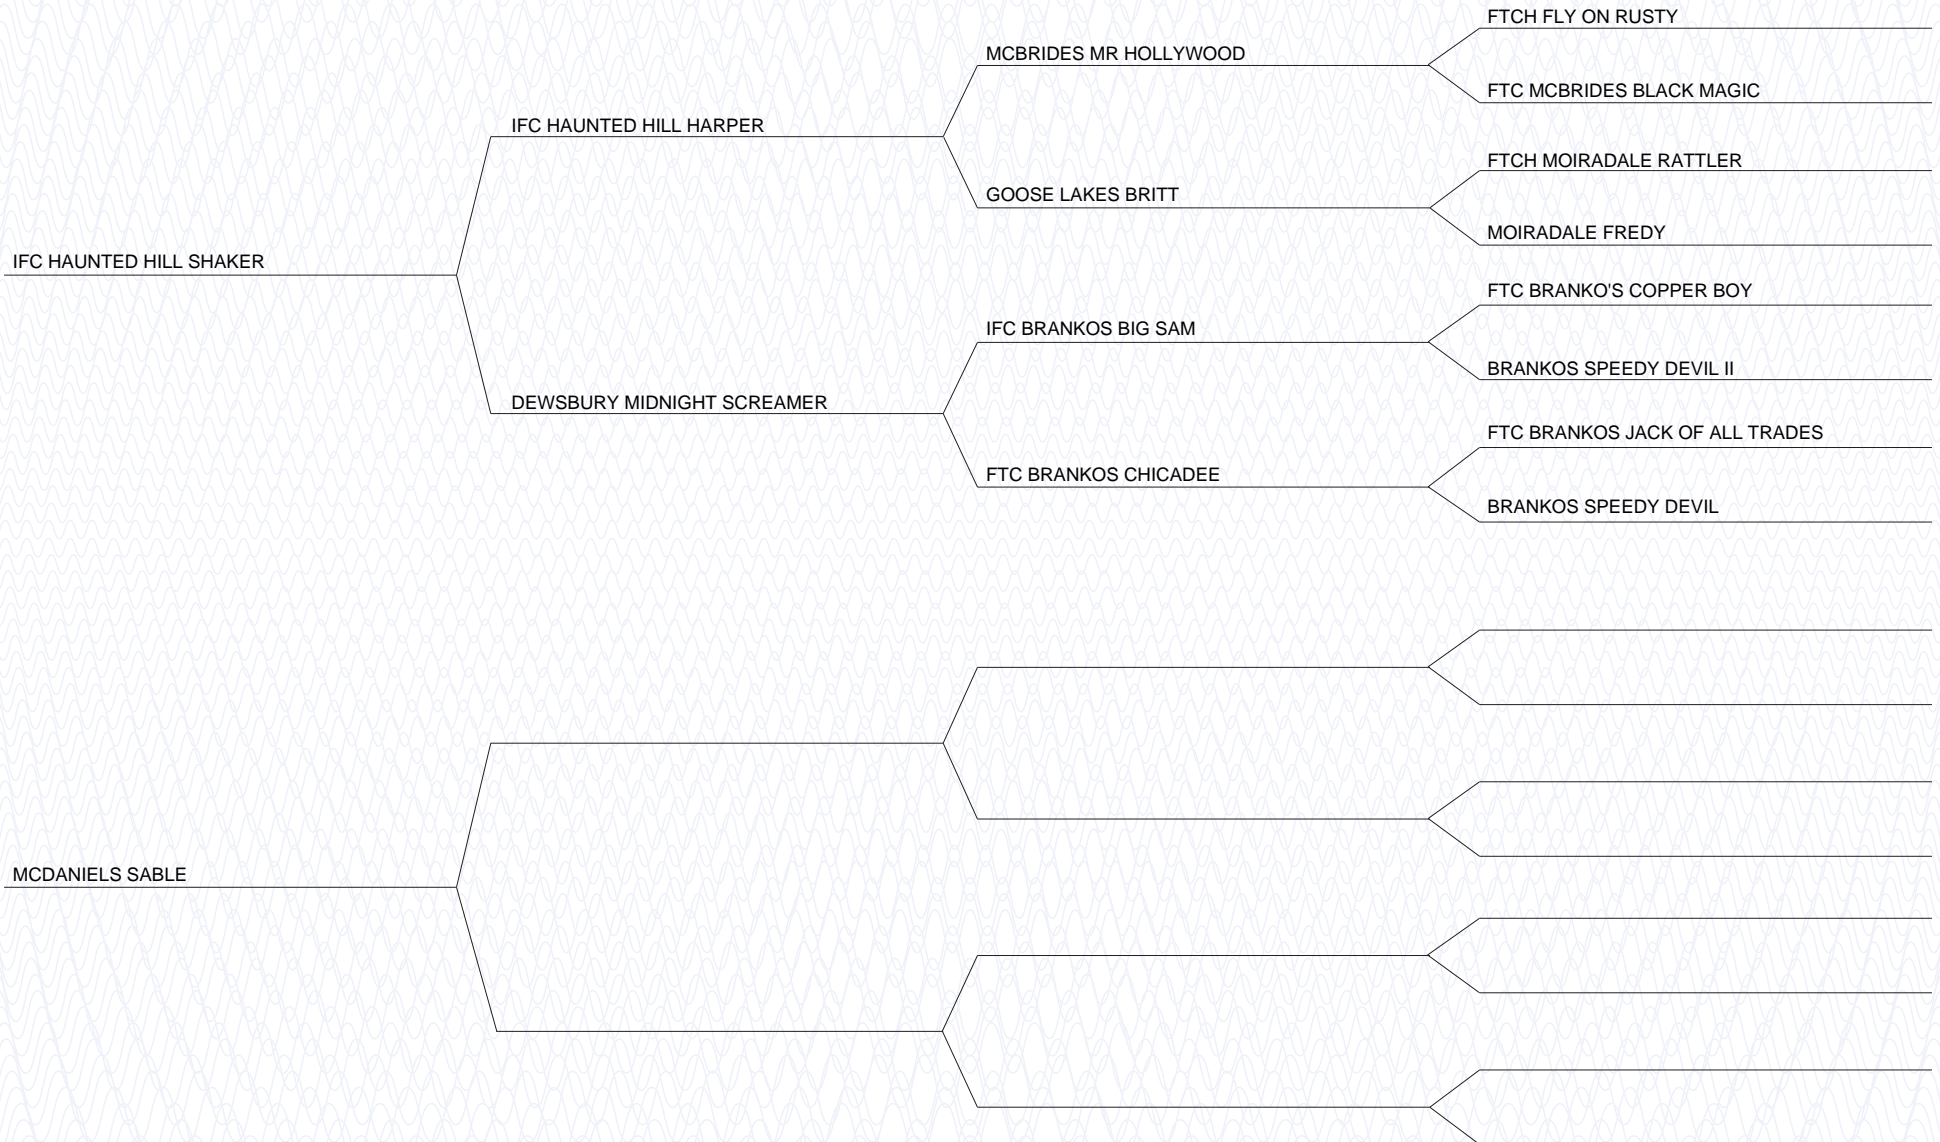 FTCH FLY ON RUSTY
MCBRIDES MR HOLLYWOOD
FTC MCBRIDES BLACK MAGIC
IFC HAUNTED HILL HARPER
FTCH MOIRADALE RATTLER
GOOSE LAKES BRITT
MOIRADALE FREDY
IFC HAUNTED HILL SHAKER
FTC BRANKO'S COPPER BOY
IFC BRANKOS BIG SAM
BRANKOS SPEEDY DEVIL II
DEWSBURY MIDNIGHT SCREAMER
FTC BRANKOS JACK OF ALL TRADES
FTC BRANKOS CHICADEE
BRANKOS SPEEDY DEVIL
MCDANIELS SABLE